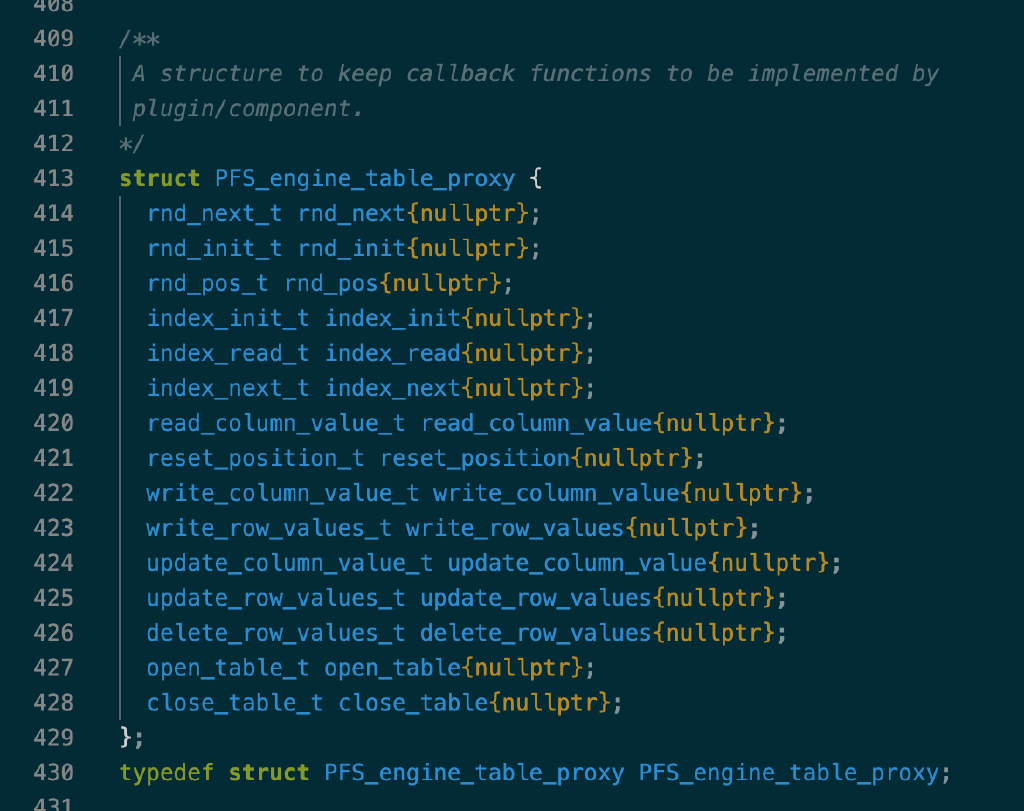 408
409 /**
410 A structure to keep callback functions to be implemented by
411 plugin/component.
412 */
413 struct PFS_engine_table_proxy {
414 rnd_next_t rnd_next{nullptr};
415 rnd_init_t rnd_init{nullptr};
416 rnd_pos_t rnd_pos{nullptr};
417 index_init_t index_init{nullptr};
418 index_read_t index_read{nullptr};
419 index_next_t index_next{nullptr};
420 read_column_value_t read_column_value{nullptr};
421 reset_position_t reset_position{nullptr};
422 write_column_value_t write_column_value{nullptr};
423 write_row_values_t write_row_values{nullptr};
424 update_column_value_t update_column_value{nullptr};
425 update_row_values_t update_row_values{nullptr};
426 delete_row_values_t delete_row_values{nullptr};
427 open_table_t open_table{nullptr};
428 close_table_t close_table{nullptr};
429 };
430 typedef struct PFS_engine_table_proxy PFS_engine_table_proxy;
431